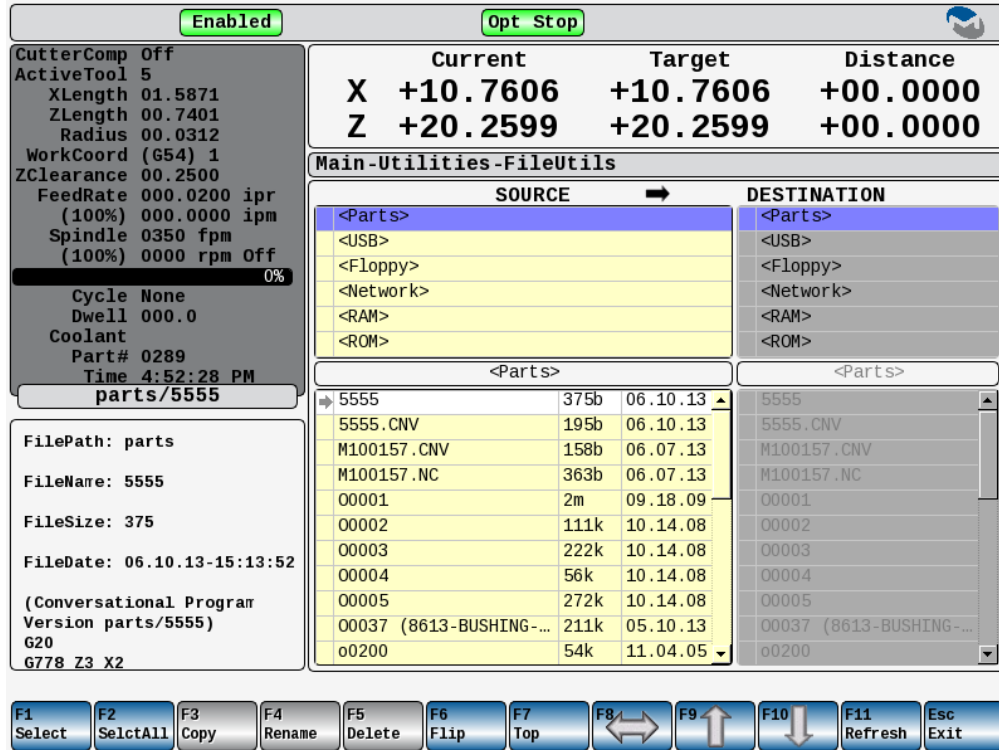 Enabled
Opt Stop
CutterComp Off
ActiveTool 5
XLength 01.5871
ZLength 00.7401
Radius 00.0312
WorkCoord (G54) 1
ZClearance 00.2500
FeedRate 000.0200 ipr
(100%) 000.0000 ipm
Spindle 0350 fpm
(100%) 0000 rpm Off
0%
Cycle None
Dwell 000.0
Coolant
Part# 0289
Time 4:52:28 PM
parts/5555
FilePath: parts
FileName: 5555
FileSize: 375
FileDate: 06.10.13-15:13:52
(Conversational Program
Version parts/5555)
G20
G778 Z3 X2
Current Target Distance
X +10.7606 +10.7606 +00.0000
Z +20.2599 +20.2599 +00.0000
Main-Utilities-FileUtils
SOURCE DESTINATION
<Parts> <Parts>
<USB> <USB>
<Floppy> <Floppy>
<Network> <Network>
<RAM> <RAM>
<ROM> <ROM>
<Parts> <Parts>
5555 375b 06.10.13 5555
5555.CNV 195b 06.10.13 5555.CNV
M100157.CNV 158b 06.07.13 M100157.CNV
M100157.NC 363b 06.07.13 M100157.NC
O0001 2m 09.18.09 O0001
O0002 111k 10.14.08 O0002
O0003 222k 10.14.08 O0003
O0004 56k 10.14.08 O0004
O0005 272k 10.14.08 O0005
O0037 (8613-BUSHING-... 211k 05.10.13 O0037 (8613-BUSHING-...
o0200 54k 11.04.05 o0200
F1 F2 F3 F4 F5 F6 F7 F8 F9 F10 F11 Esc
Select SelctAll Copy Rename Delete Flip Top Refresh Exit